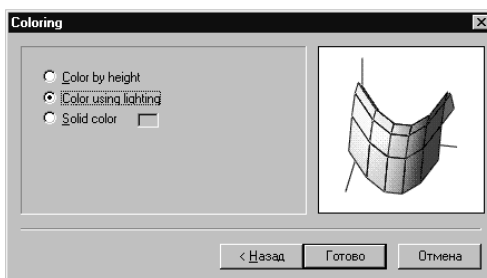 Coloring
Color by height
Color using lighting
Solid color
< Назад
Готово
Отмена